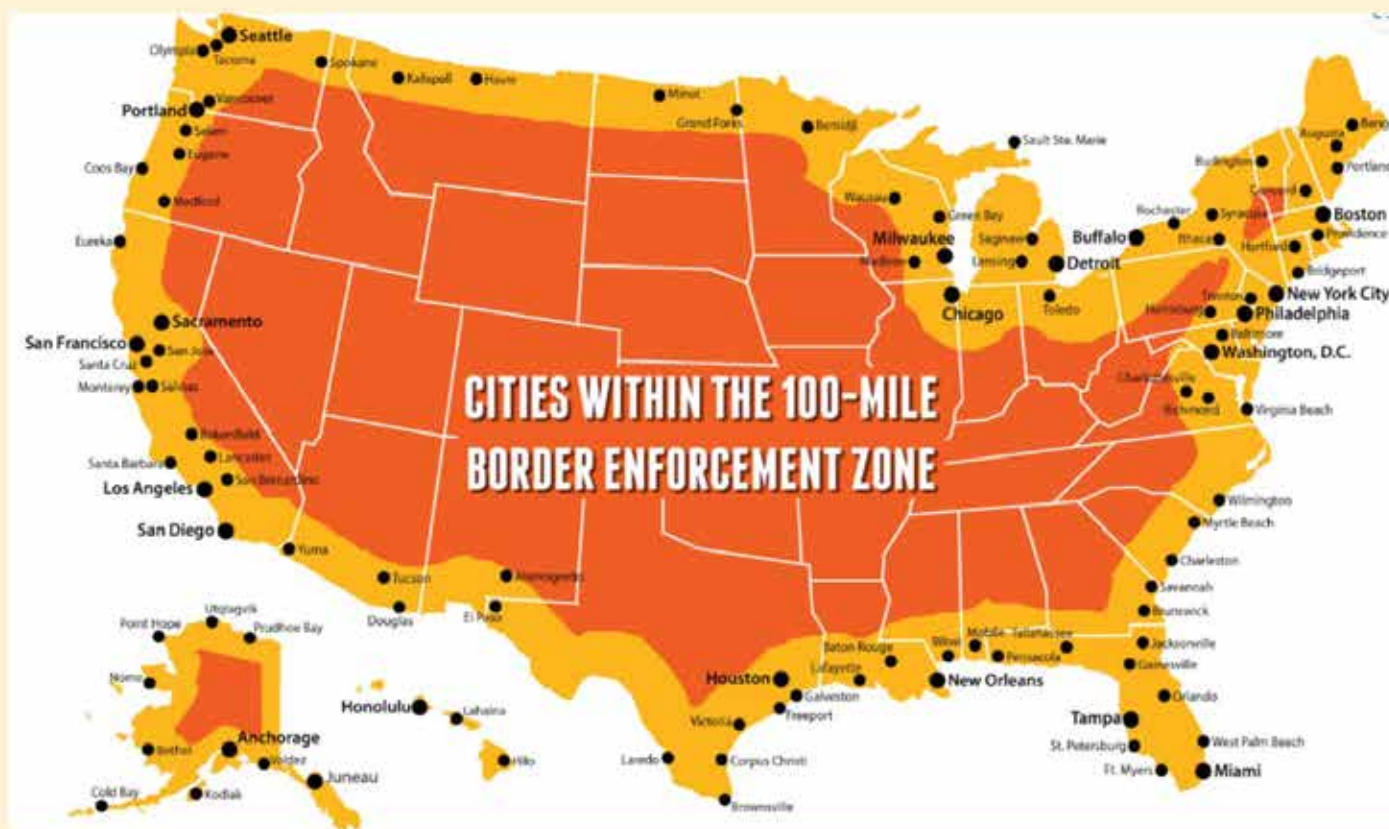 Seattle
Olympia
Tacoma
Spokane
Kalispell
Havre
Minot
Grand Forks
Bemidji
Sault Ste. Marie
Portland
Vancouver
Salem
Eugene
Coos Bay
Medford
Eureka
Wausau
Green Bay
Milwaukee
Madison
Saginaw
Lansing
Detroit
Chicago
Toledo
Burlington
Augusta
Portland
Concord
Rochester
Syracuse
Boston
Buffalo
Ithaca
Hartford
Providence
Bridgeport
Trenton
New York City
Harrisburg
Philadelphia
Baltimore
Washington, D.C.
Charlottesville
Richmond
Virginia Beach
Sacramento
San Francisco
San Jose
Santa Cruz
Monterey
Salinas
CITIES WITHIN THE 100-MILE
BORDER ENFORCEMENT ZONE
Bakersfield
Santa Barbara
Lancaster
San Bernardino
Los Angeles
San Diego
Yuma
Tucson
Douglas
Alamogordo
El Paso
Wilmington
Myrtle Beach
Charleston
Savannah
Brunswick
Jacksonville
Gainesville
Orlando
Tampa
St. Petersburg
West Palm Beach
Ft. Myers
Miami
Baton Rouge
Lafayette
Mobile
Tallahassee
Pensacola
New Orleans
Houston
Galveston
Freeport
Victoria
Laredo
Corpus Christi
Brownsville
Utqiagvik
Point Hope
Prudhoe Bay
Nome
Anchorage
Bethel
Valdez
Juneau
Cold Bay
Kodiak
Honolulu
Lahaina
Hilo